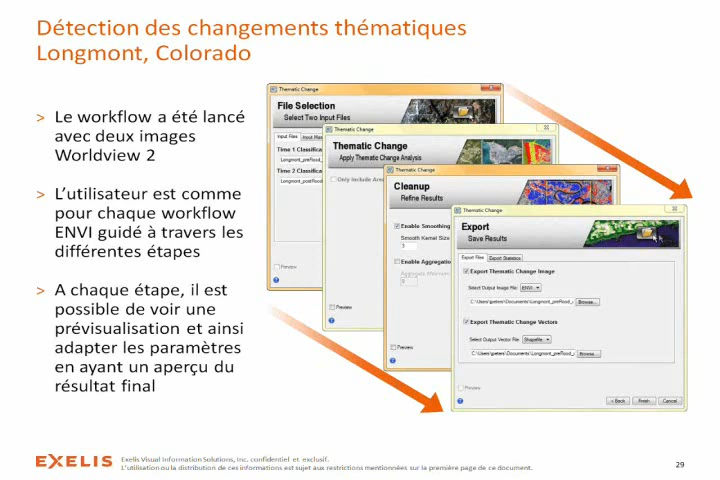 Détection des changements thématiques
Longmont, Colorado
> Le workflow a été lancé
avec deux images
Worldview 2
> L'utilisateur est comme
pour chaque workflow
ENVI guidé à travers les
différentes étapes
> A chaque étape, il est
possible de voir une
prévisualisation et ainsi
adapter les paramètres
en ayant un aperçu du
résultat final
Thematic Change
File Selection
Select Two Input Files
Input Files
Time 1 Classifica
Longmont_preflood_
Time 2 Classifica
Longmont_postflood_
Preview
Thematic Change
Thematic Change
Apply Thematic Change Analysis
Only Include Area
Preview
Thematic Change
Cleanup
Refine Results
Enable Smoothing
Smooth Kernel Size
3
Enable Aggregation
Aggregate Minimum
9
Preview
Thematic Change
Export
Save Results
Export Files Export Statistics
Export Thematic Change Image
Select Output Image File: ENVI
Browse...
Export Thematic Change Vectors
Select Output Vector File: Shapefile
Browse...
Preview
< Back Finish Cancel
EXELIS
Exelis Visual Information Solutions, Inc. confidentiel et exclusif.
L'utilisation ou la distribution de ces informations est sujet aux restrictions mentionnées sur la première page de ce document.
29